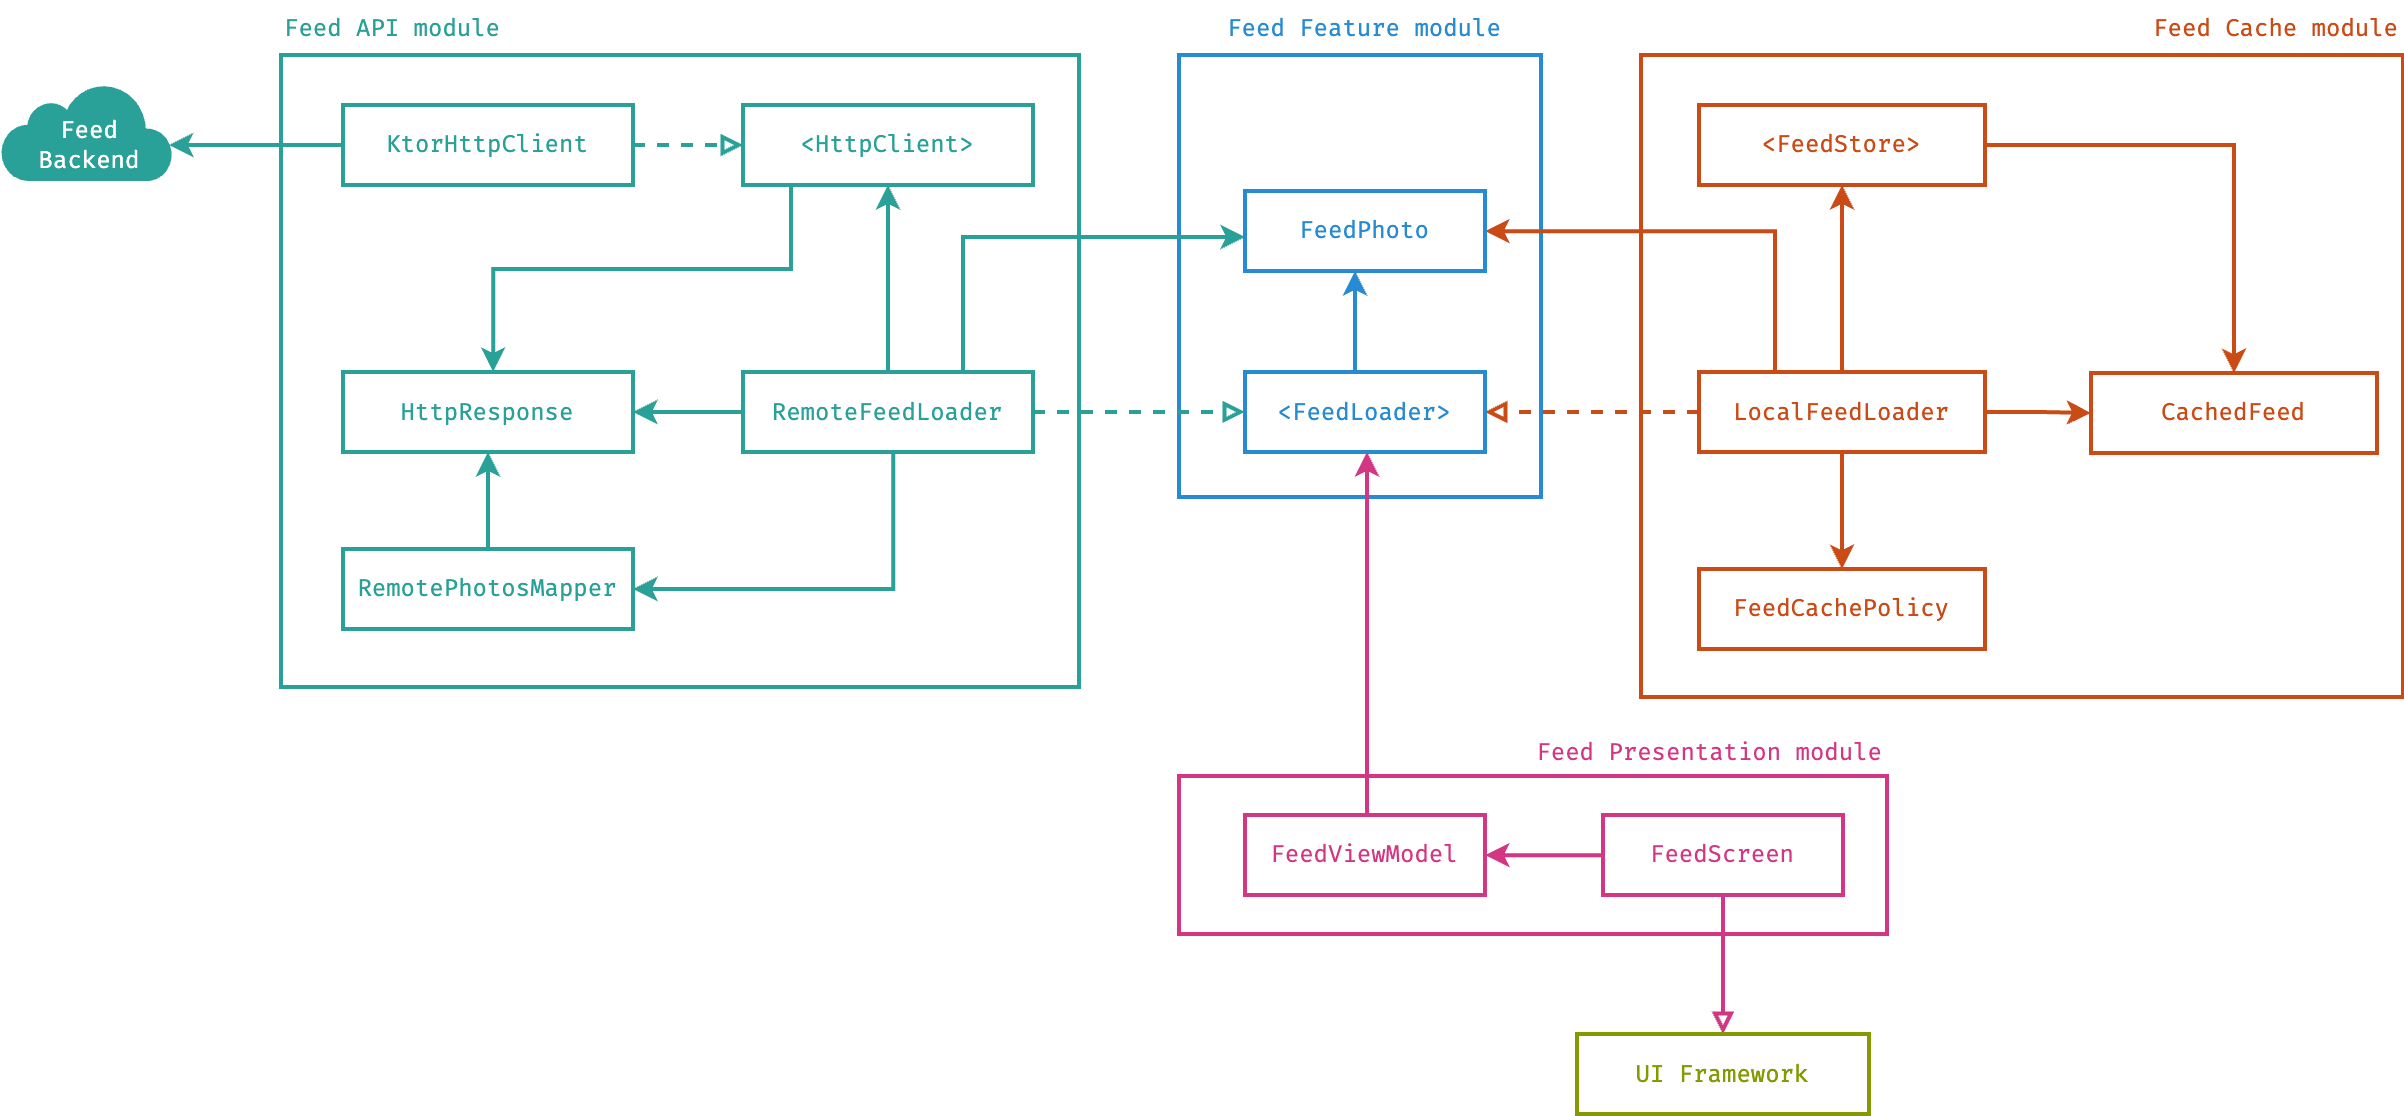 Feed API module
Feed Feature module
Feed Cache module
Feed
Backend
KtorHttpClient
<HttpClient>
<FeedStore>
FeedPhoto
HttpResponse
RemoteFeedLoader
<FeedLoader>
LocalFeedLoader
CachedFeed
RemotePhotosMapper
FeedCachePolicy
Feed Presentation module
FeedViewModel
FeedScreen
UI Framework